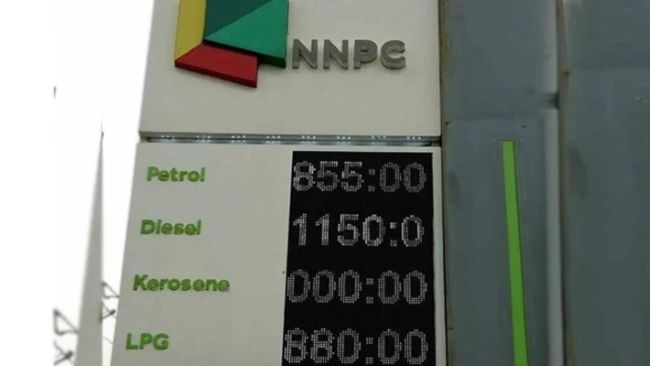 NNPC
Petrol 855:00
Diesel 1150:0
Kerosene 000:00
LPG 880:00